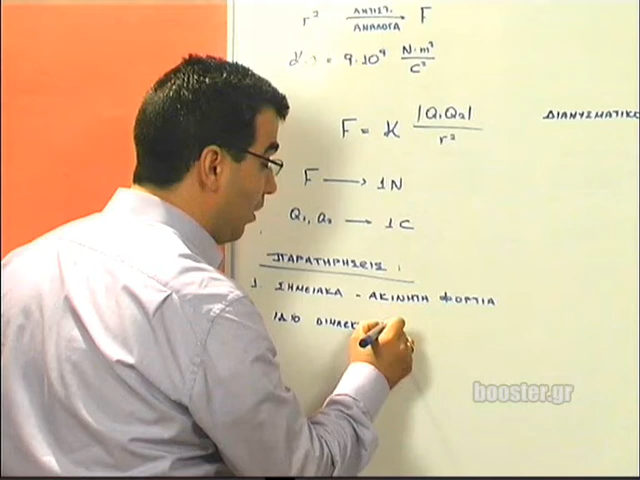 r² ΑΝΤΙΣΤ. ΑΝΑΛΟΓΑ → F
= 9·10⁹ N·m²/C²
F = K |Q₁Q₂|/r² ΔΙΑΝΥΣΜΑΤΙΚΟ
F → 1N
Q₁, Q₂ → 1C
ΠΑΡΑΤΗΡΗΣΕΙΣ :
1. ΣΗΜΕΙΑΚΑ - ΑΚΙΝΗΤΑ ΦΟΡΤΙΑ
ΙΔΙΟ
booster.gr